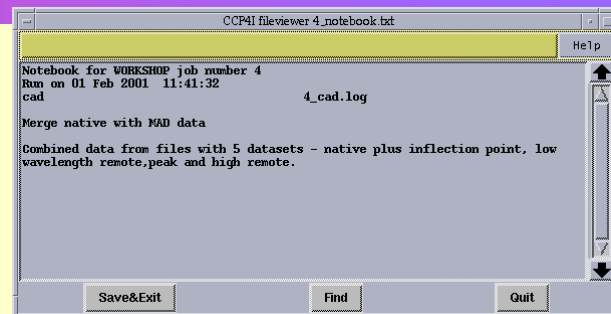 CCP4I fileviewer 4_notebook.txt
Help
Notebook for WORKSHOP job number 4
Run on 01 Feb 2001  11:41:32
cad 4_cad.log
Merge native with MAD data
Combined data from files with 5 datasets - native plus inflection point, low
wavelength remote,peak and high remote.
Save&Exit Find Quit